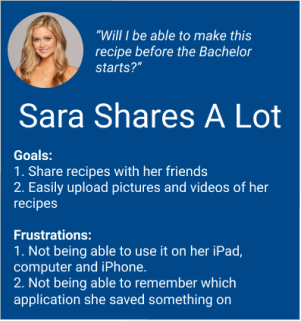 “Will I be able to make this
recipe before the Bachelor
starts?”
Sara Shares A Lot
Goals:
1. Share recipes with her friends
2. Easily upload pictures and videos of her
recipes
Frustrations:
1. Not being able to use it on her iPad,
computer and iPhone.
2. Not being able to remember which
application she saved something on